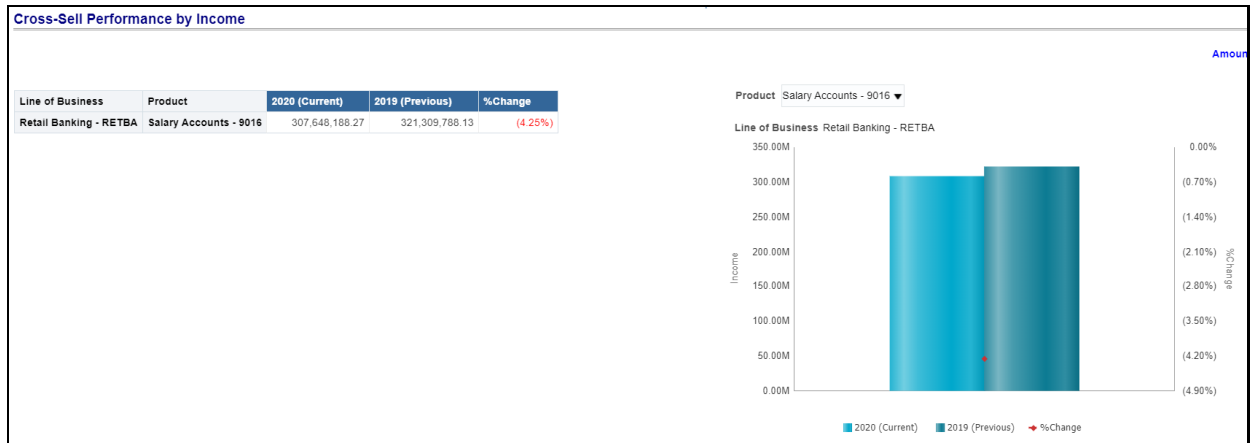 Cross-Sell Performance by Income
Amoun
Line of Business Product 2020 (Current) 2019 (Previous) %Change
Retail Banking - RETBA Salary Accounts - 9016 307,648,188.27 321,309,788.13 (4.25%)
Product Salary Accounts - 9016
Line of Business Retail Banking - RETBA
350.00M 0.00%
300.00M (0.70%)
250.00M (1.40%)
200.00M (2.10%)
150.00M (2.80%)
100.00M (3.50%)
50.00M (4.20%)
0.00M (4.90%)
Income
%Change
2020 (Current) 2019 (Previous) %Change